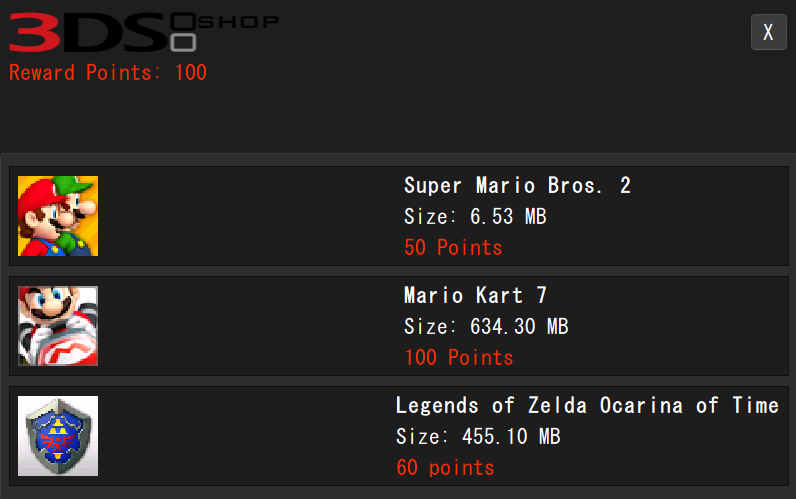 3DS SHOP
X
Reward Points: 100
Super Mario Bros. 2
Size: 6.53 MB
50 Points
Mario Kart 7
Size: 634.30 MB
100 Points
Legends of Zelda Ocarina of Time
Size: 455.10 MB
60 points